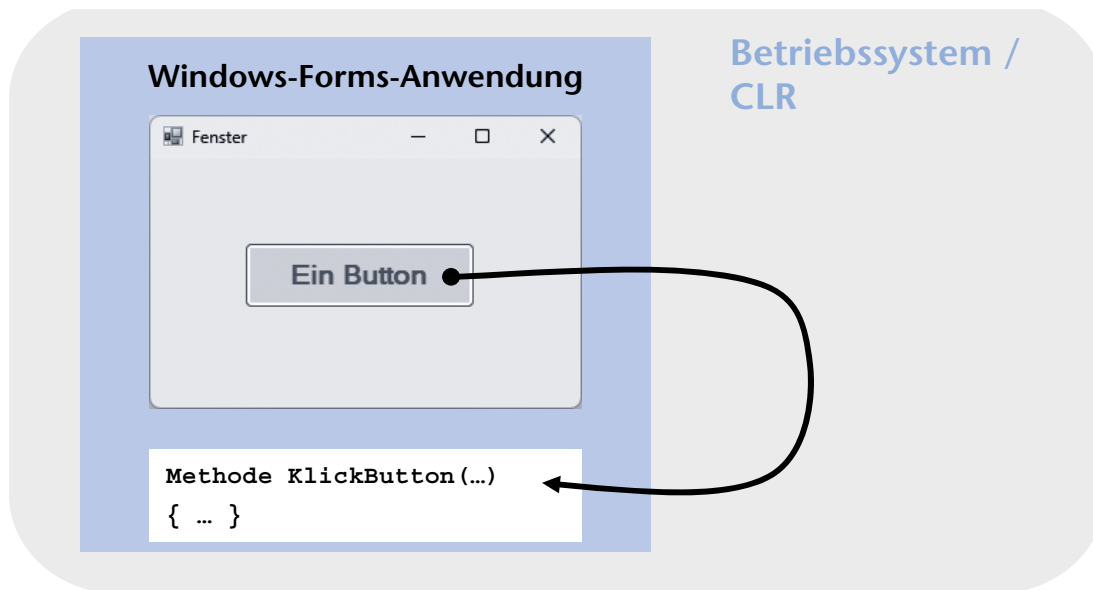 Betriebssystem /
CLR
Windows-Forms-Anwendung
Fenster
Ein Button
Methode KlickButton(…)
{ … }